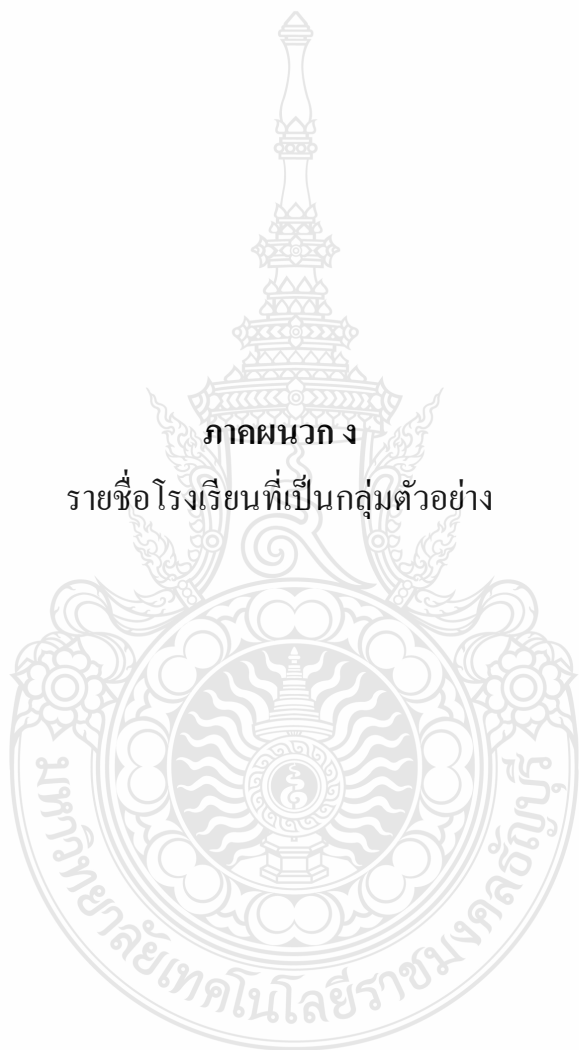 ภาคผนวก ง
รายชื่อโรงเรียนที่เป็นกลุ่มตัวอย่าง
มหาวิทยาลัยเทคโนโลยีราชมงคลธัญบุรี